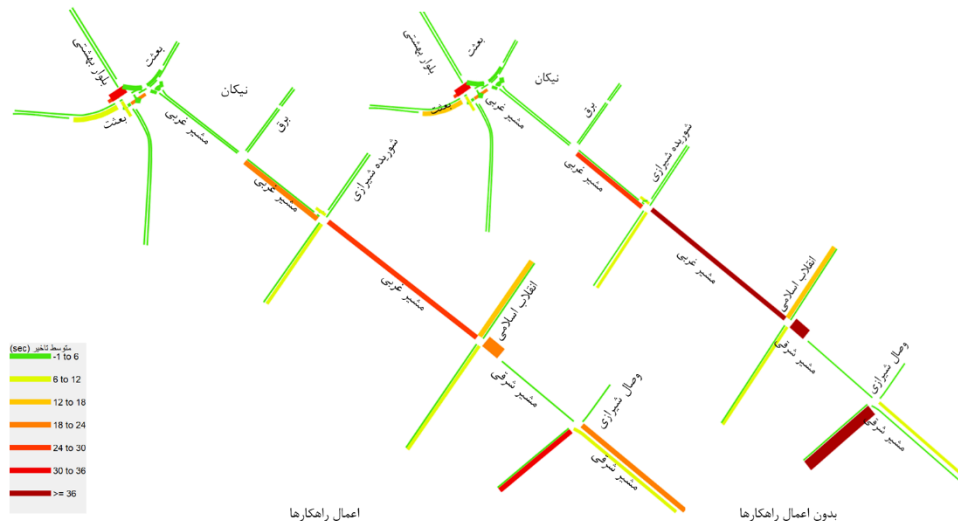 بعثت
بلوار بهشتی
نیکان
برق
بعثت
مشیر غربی
شوریده شیرازی
مشیر غربی
مشیر غربی
انقلاب اسلامی
مشیر شرقی
وصال شیرازی
مشیر شرقی
اعمال راهکارها
بعثت
بلوار بهشتی
نیکان
برق
بعثت
مشیر غربی
شوریده شیرازی
مشیر غربی
مشیر غربی
انقلاب اسلامی
مشیر شرقی
وصال شیرازی
مشیر شرقی
بدون اعمال راهکارها
متوسط تاخیر (sec)
-1 to 6
6 to 12
12 to 18
18 to 24
24 to 30
30 to 36
>= 36